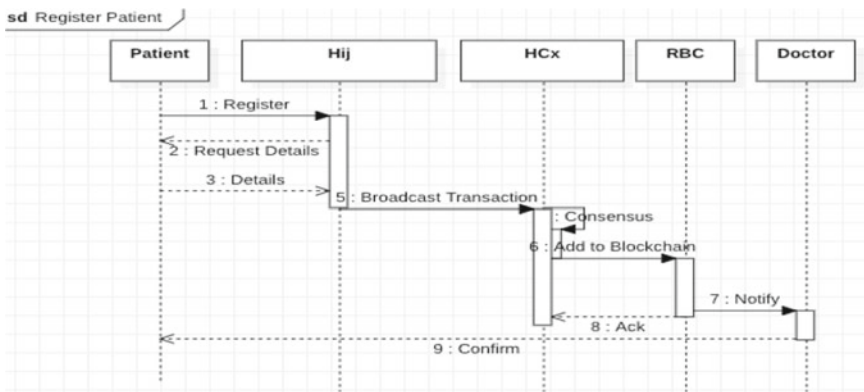 sd Register Patient
Patient
Hij
HCx
RBC
Doctor
1 : Register
2 : Request Details
3 : Details
5 : Broadcast Transaction
: Consensus
6 : Add to Blockchain
7 : Notify
8 : Ack
9 : Confirm